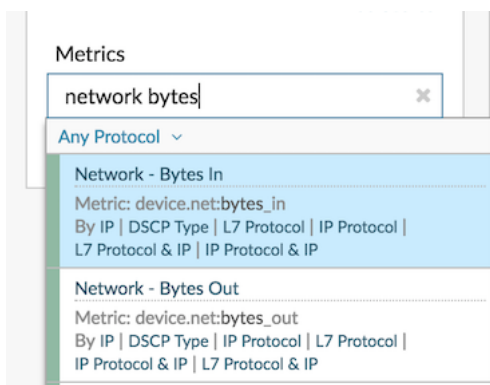 Metrics
network bytes
Any Protocol
Network - Bytes In
Metric: device.net:bytes_in
By IP | DSCP Type | L7 Protocol | IP Protocol |
L7 Protocol & IP | IP Protocol & IP
Network - Bytes Out
Metric: device.net:bytes_out
By IP | DSCP Type | IP Protocol | L7 Protocol |
IP Protocol & IP | L7 Protocol & IP